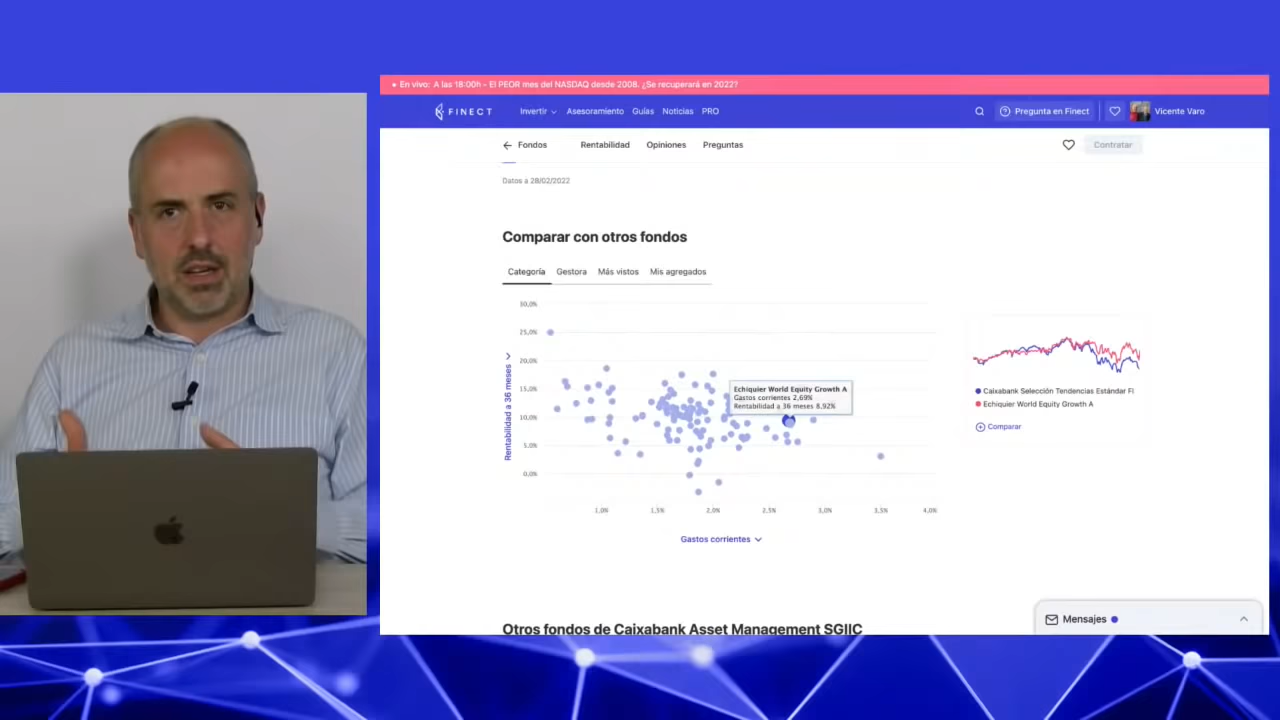 En vivo: A las 18:00h - El PEOR mes del NASDAQ desde 2008. ¿Se recuperará en 2022?
FINECT
Invertir
Asesoramiento
Guías
Noticias
PRO
Pregunta en Finect
Vicente Varo
Fondos
Rentabilidad
Opiniones
Preguntas
Contratar
Datos a 28/02/2022
Comparar con otros fondos
Categoría
Gestora
Más vistos
Mis agregados
Rentabilidad a 36 meses
30,0%
25,0%
20,0%
15,0%
10,0%
5,0%
0,0%
Echiquier World Equity Growth A
Gastos corrientes 2,69%
Rentabilidad a 36 meses 8,92%
1,0%
1,5%
2,0%
2,5%
3,0%
3,5%
4,0%
Gastos corrientes
Caixabank Selección Tendencias Estándar FI
Echiquier World Equity Growth A
Comparar
Otros fondos de Caixabank Asset Management SGIIC
Mensajes